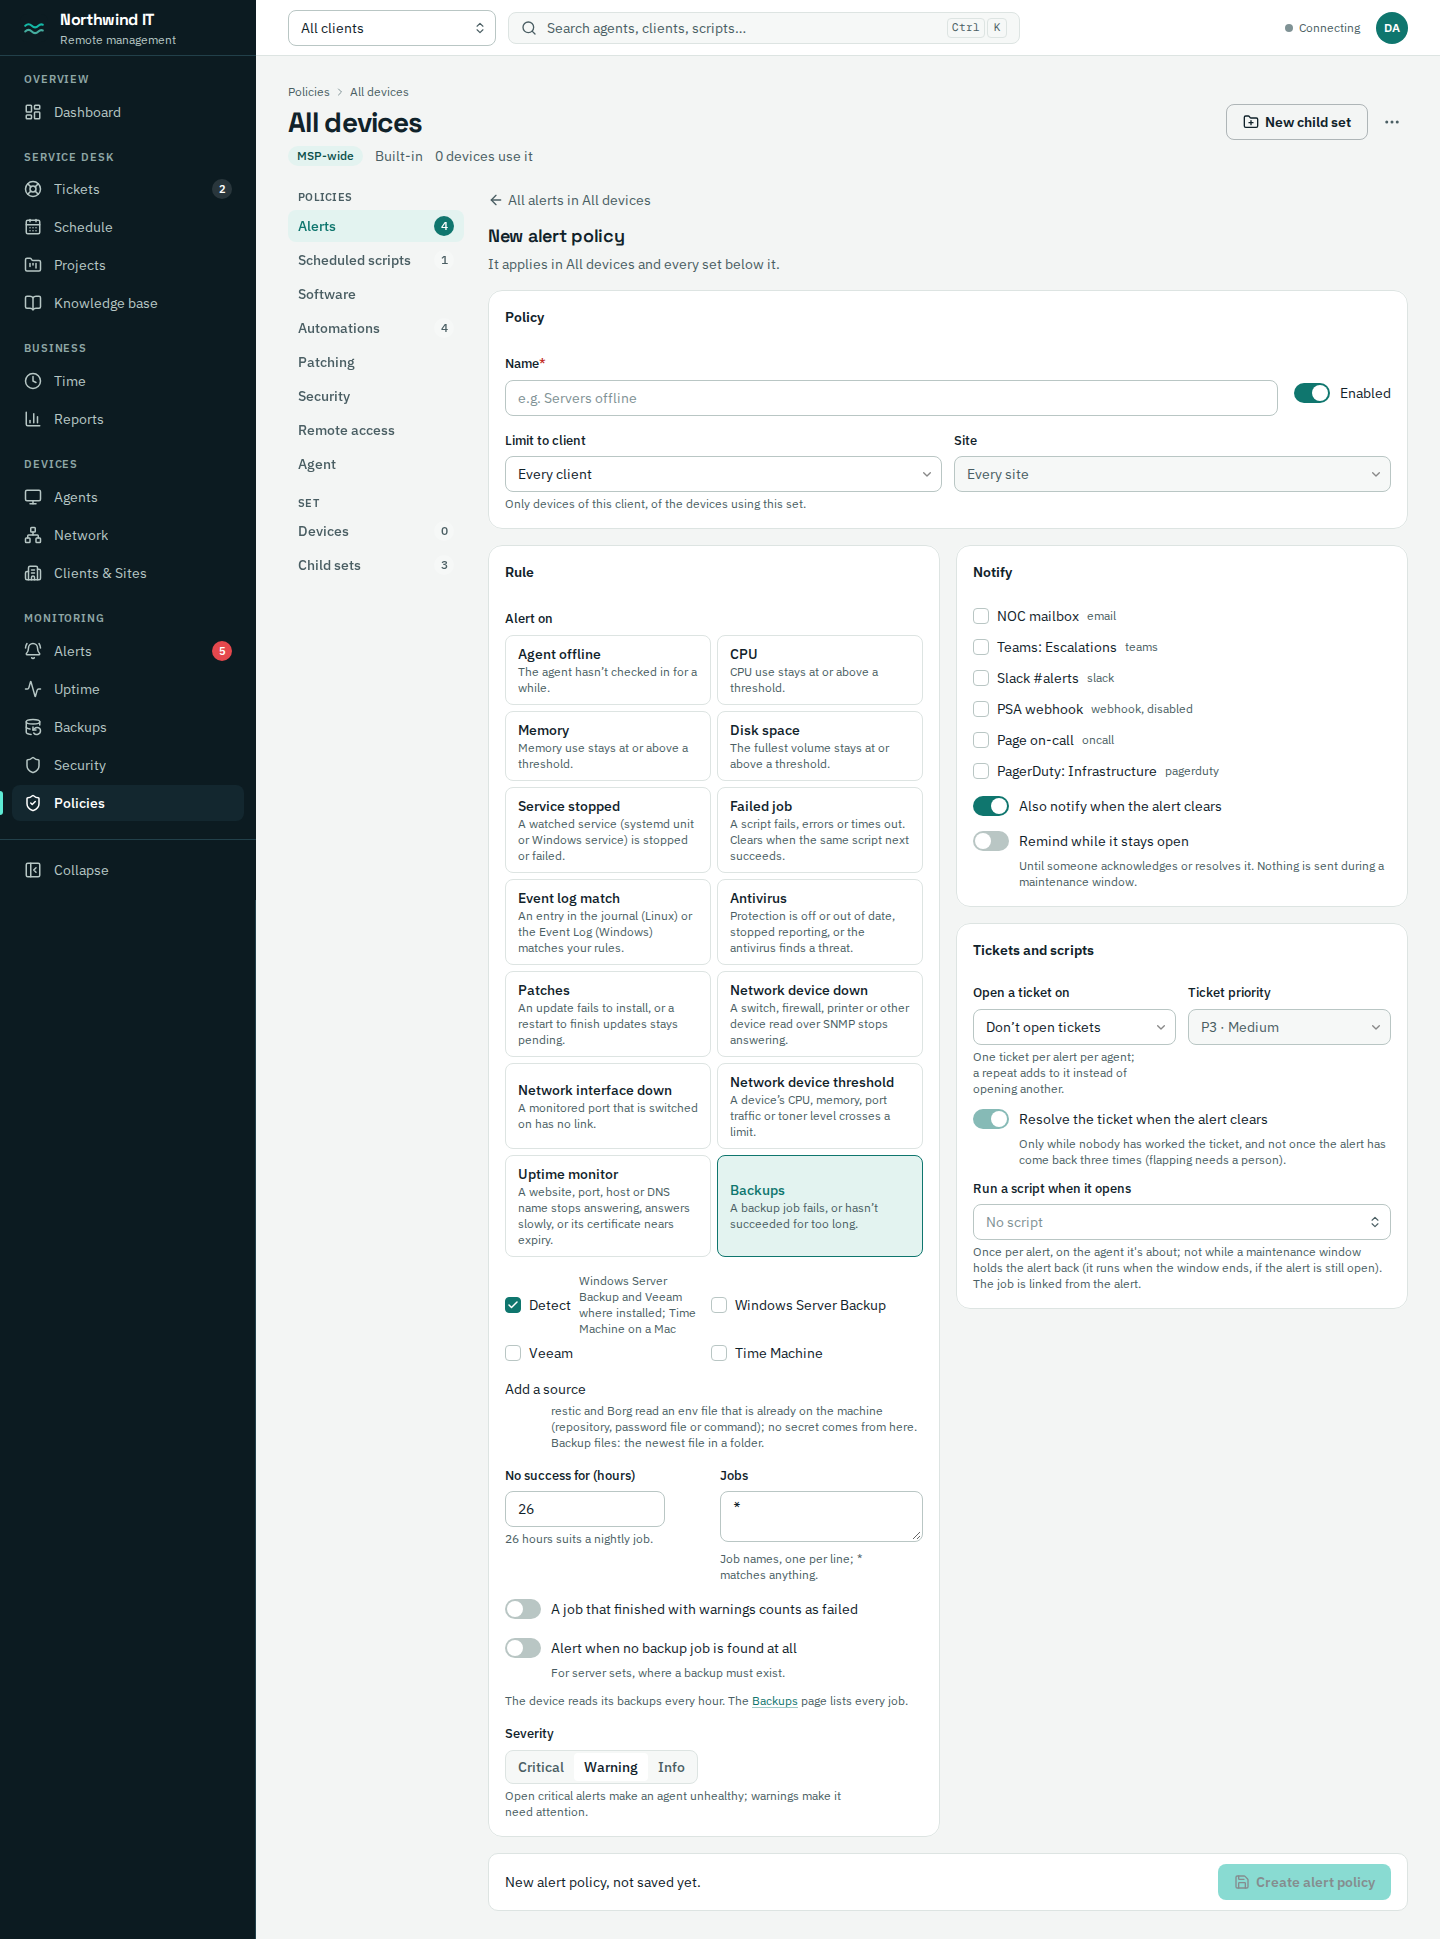 Northwind IT
Remote management
All clients
Search agents, clients, scripts...
Ctrl K
Connecting
DA
OVERVIEW
Dashboard
SERVICE DESK
Tickets 2
Schedule
Projects
Knowledge base
BUSINESS
Time
Reports
DEVICES
Agents
Network
Clients & Sites
MONITORING
Alerts 5
Uptime
Backups
Security
Policies
Collapse
Policies > All devices
All devices
New child set
MSP-wide Built-in 0 devices use it
POLICIES
Alerts 4
Scheduled scripts 1
Software
Automations 4
Patching
Security
Remote access
Agent
SET
Devices 0
Child sets 3
← All alerts in All devices
New alert policy
It applies in All devices and every set below it.
Policy
Name*
e.g. Servers offline
Enabled
Limit to client
Every client
Site
Every site
Only devices of this client, of the devices using this set.
Rule
Alert on
Agent offline
The agent hasn't checked in for a
while.
CPU
CPU use stays at or above a
threshold.
Memory
Memory use stays at or above a
threshold.
Disk space
The fullest volume stays at or
above a threshold.
Service stopped
A watched service (systemd unit
or Windows service) is stopped
or failed.
Failed job
A script fails, errors or times out.
Clears when the same script next
succeeds.
Event log match
An entry in the journal (Linux) or
the Event Log (Windows)
matches your rules.
Antivirus
Protection is off or out of date,
stopped reporting, or the
antivirus finds a threat.
Patches
An update fails to install, or a
restart to finish updates stays
pending.
Network device down
A switch, firewall, printer or other
device read over SNMP stops
answering.
Network interface down
A monitored port that is switched
on has no link.
Network device threshold
A device's CPU, memory, port
traffic or toner level crosses a
limit.
Uptime monitor
A website, port, host or DNS
name stops answering, answers
slowly, or its certificate nears
expiry.
Backups
A backup job fails, or hasn't
succeeded for too long.
Detect
Windows Server
Backup and Veeam
where installed; Time
Machine on a Mac
Windows Server Backup
Veeam
Time Machine
Add a source
restic and Borg read an env file that is already on the machine
(repository, password file or command); no secret comes from here.
Backup files: the newest file in a folder.
No success for (hours)
26
26 hours suits a nightly job.
Jobs
*
Job names, one per line; *
matches anything.
A job that finished with warnings counts as failed
Alert when no backup job is found at all
For server sets, where a backup must exist.
The device reads its backups every hour. The Backups page lists every job.
Severity
Critical Warning Info
Open critical alerts make an agent unhealthy; warnings make it
need attention.
Notify
NOC mailbox email
Teams: Escalations teams
Slack #alerts slack
PSA webhook webhook, disabled
Page on-call oncall
PagerDuty: Infrastructure pagerduty
Also notify when the alert clears
Remind while it stays open
Until someone acknowledges or resolves it. Nothing is sent during a
maintenance window.
Tickets and scripts
Open a ticket on
Don't open tickets
Ticket priority
P3 · Medium
One ticket per alert per agent;
a repeat adds to it instead of
opening another.
Resolve the ticket when the alert clears
Only while nobody has worked the ticket, and not once the alert has
come back three times (flapping needs a person).
Run a script when it opens
No script
Once per alert, on the agent it's about; not while a maintenance window
holds the alert back (it runs when the window ends, if the alert is still open).
The job is linked from the alert.
New alert policy, not saved yet.
Create alert policy